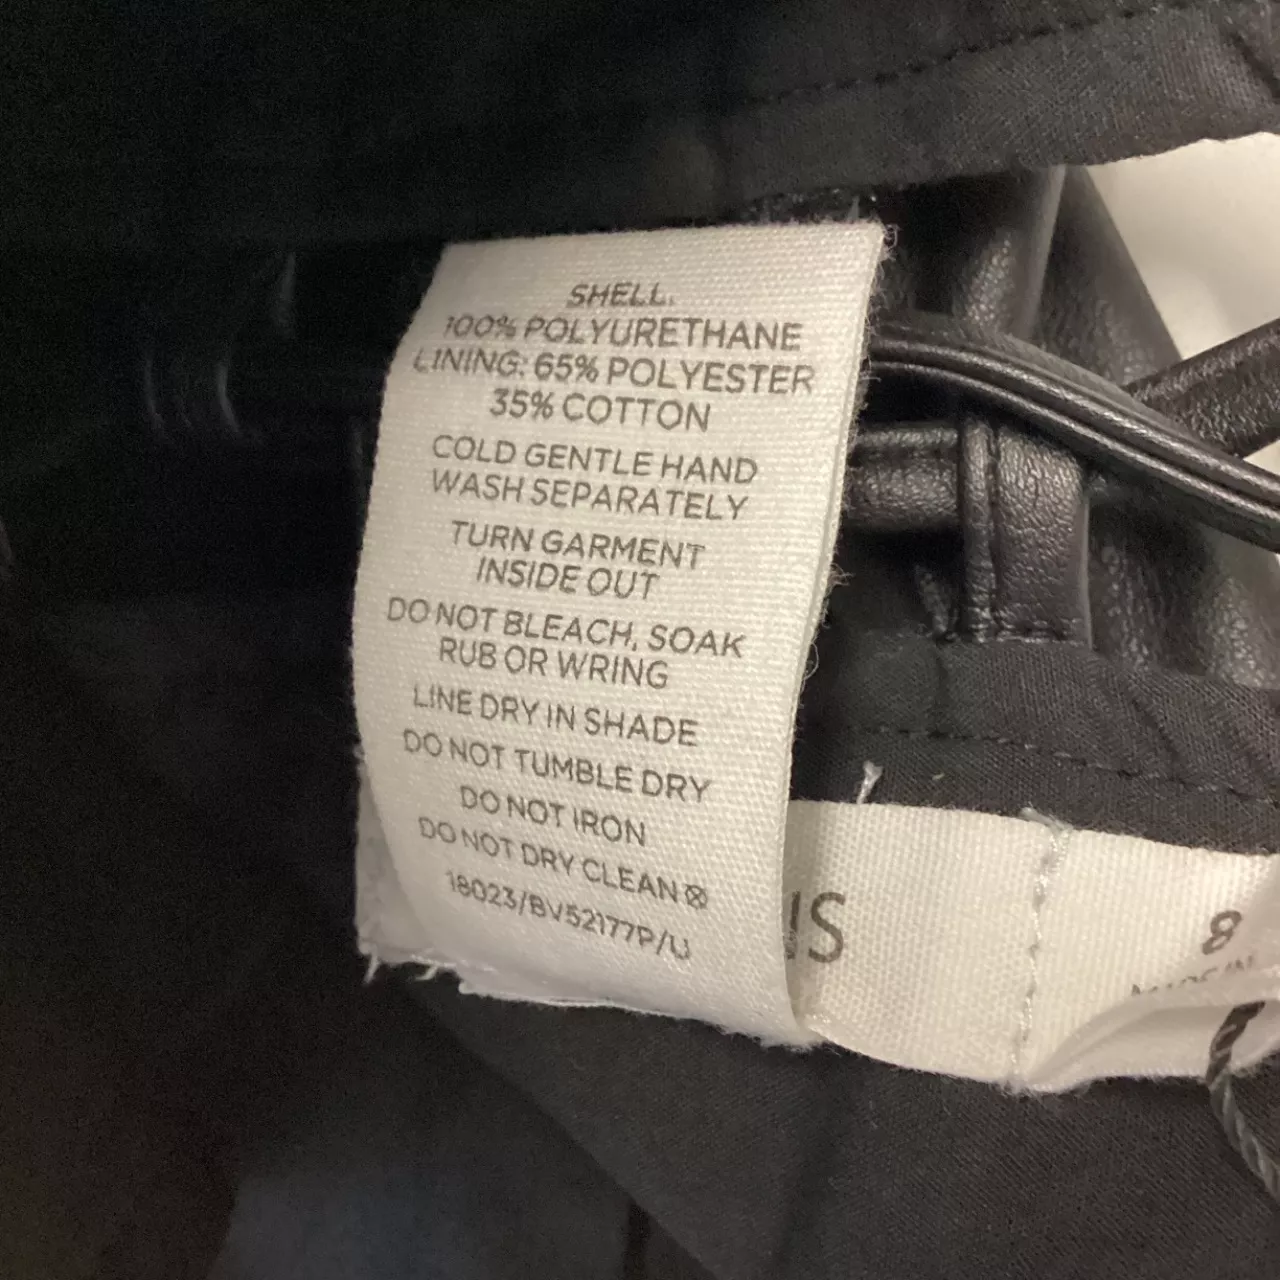 SHELL:
100% POLYURETHANE
LINING: 65% POLYESTER
35% COTTON
COLD GENTLE HAND
WASH SEPARATELY
TURN GARMENT
INSIDE OUT
DO NOT BLEACH, SOAK
RUB OR WRING
LINE DRY IN SHADE
DO NOT TUMBLE DRY
DO NOT IRON
DO NOT DRY CLEAN
18023/BV52177P/U
8